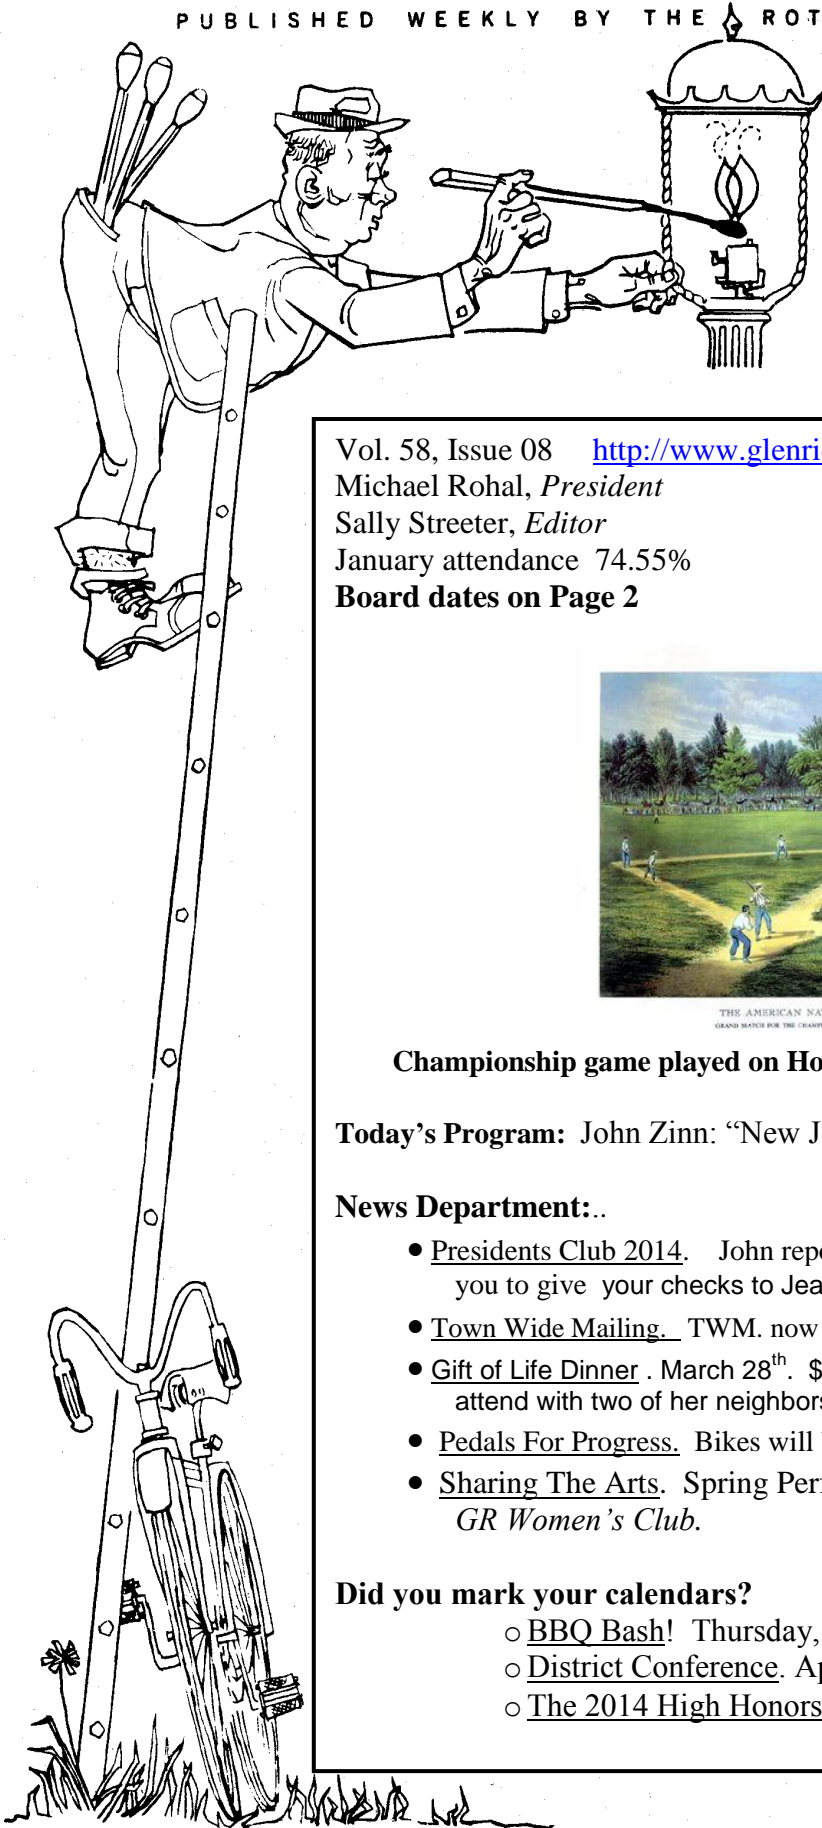 PUBLISHED WEEKLY BY THE ROT
Vol. 58, Issue 08 http://www.glenri
Michael Rohal, President
Sally Streeter, Editor
January attendance 74.55%
Board dates on Page 2
THE AMERICAN NA
GRAND MATCH FOR THE CHAMP
Championship game played on Ho
Today’s Program: John Zinn: “New J
News Department:..
• Presidents Club 2014. John repo
you to give your checks to Jea
• Town Wide Mailing. TWM. now
• Gift of Life Dinner . March 28th. $
attend with two of her neighbors
• Pedals For Progress. Bikes will
• Sharing The Arts. Spring Per
GR Women’s Club.
Did you mark your calendars?
o BBQ Bash! Thursday,
o District Conference. Ap
o The 2014 High Honors